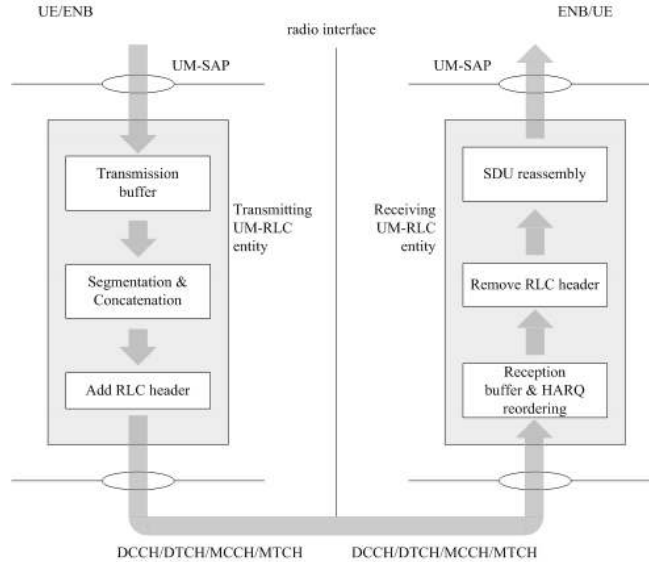 UE/ENB
ENB/UE
radio interface
UM-SAP
UM-SAP
Transmission
buffer
Transmitting
UM-RLC
entity
Segmentation &
Concatenation
Add RLC header
SDU reassembly
Receiving
UM-RLC
entity
Remove RLC header
Reception
buffer & HARQ
reordering
DCCH/DTCH/MCCH/MTCH
DCCH/DTCH/MCCH/MTCH